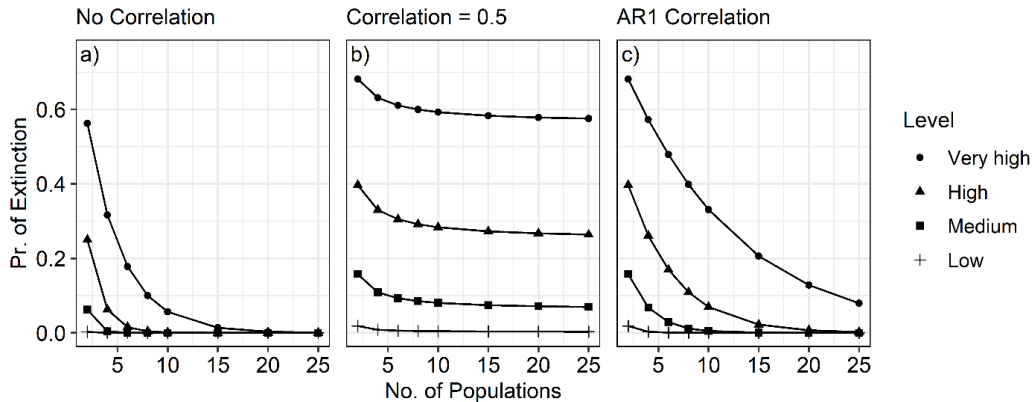 No Correlation
Correlation = 0.5
AR1 Correlation
a)
b)
c)
0.6
0.4
0.2
0.0
Pr. of Extinction
5 10 15 20 25
5 10 15 20 25
5 10 15 20 25
No. of Populations
Level
Very high
High
Medium
Low